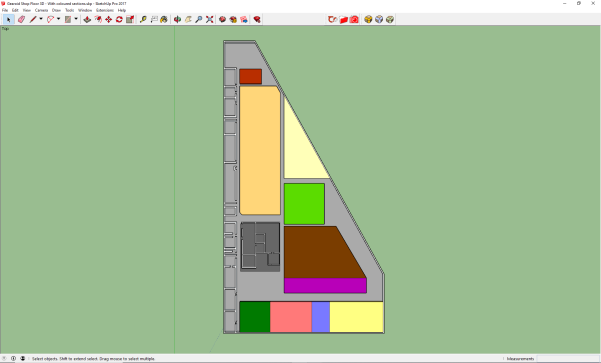 Geared Shop Floor 3D - With coloured sections.skp - SketchUp Pro 2017
File Edit View Camera Draw Tools Window Extensions Help
Top
Select objects. Shift to extend select. Drag mouse to select multiple.
Measurements